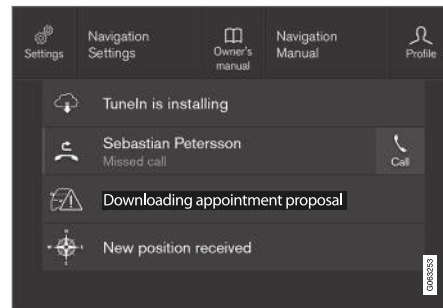 Settings
Navigation
Settings
Owner's
manual
Navigation
Manual
Profile
TuneIn is installing
Sebastian Petersson
Missed call
Call
Downloading appointment proposal
New position received
G063253